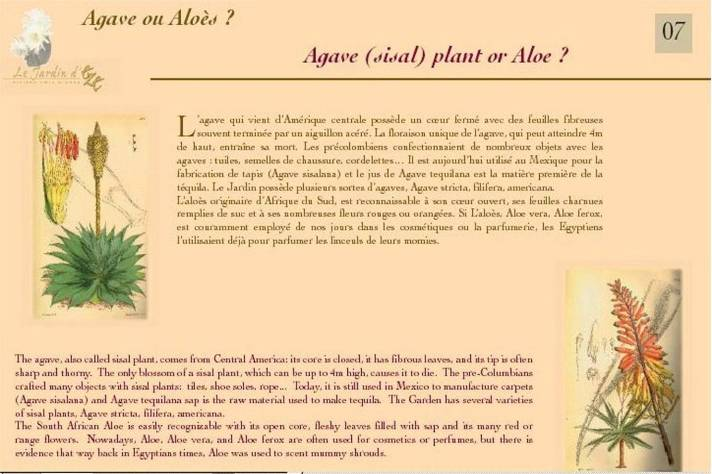 Agave ou Aloès ?
07
Agave (sisal) plant or Aloe ?
Le Jardin d'
L'agave qui vient d'Amérique centrale possède un cœur fermé avec des feuilles fibreuses
souvent terminée par un aiguillon acéré. La floraison unique de l'agave, qui peut atteindre 4m
de haut, entraîne sa mort. Les précolombiens confectionnaient de nombreux objets avec les
agaves : tuiles, semelles de chaussure, cordelettes... Il est aujourd'hui utilisé au Mexique pour la
fabrication de tapis (Agave sisalana) et le jus de Agave tequilana est la matière première de la
téquila. Le Jardin possède plusieurs sortes d'agaves, Agave stricta, filifera, americana.
L'aloès originaire d'Afrique du Sud, est reconnaissable à son cœur ouvert, ses feuilles charnues
remplies de suc et à ses nombreuses fleurs rouges ou orangées. Si L'aloès, Aloe vera, Aloe ferox,
est couramment employé de nos jours dans les cosmétiques ou la parfumerie, les Egyptiens
l'utilisaient déjà pour parfumer les linceuls de leurs momies.
The agave, also called sisal plant, comes from Central America: its core is closed, it has fibrous leaves, and its tip is often
sharp and thorny. The only blossom of a sisal plant, which can be up to 4m high, causes it to die. The pre-Columbians
crafted many objects with sisal plants: tiles, shoe soles, rope... Today, it is still used in Mexico to manufacture carpets
(Agave sisalana) and Agave tequilana sap is the raw material used to make tequila. The Garden has several varieties
of sisal plants, Agave stricta, filifera, americana.
The South African Aloe is easily recognizable with its open core, fleshy leaves filled with sap and its many red or
range flowers. Nowadays, Aloe, Aloe vera, and Aloe ferox are often used for cosmetics or perfumes, but there is
evidence that way back in Egyptians times, Aloe was used to scent mummy shrouds.